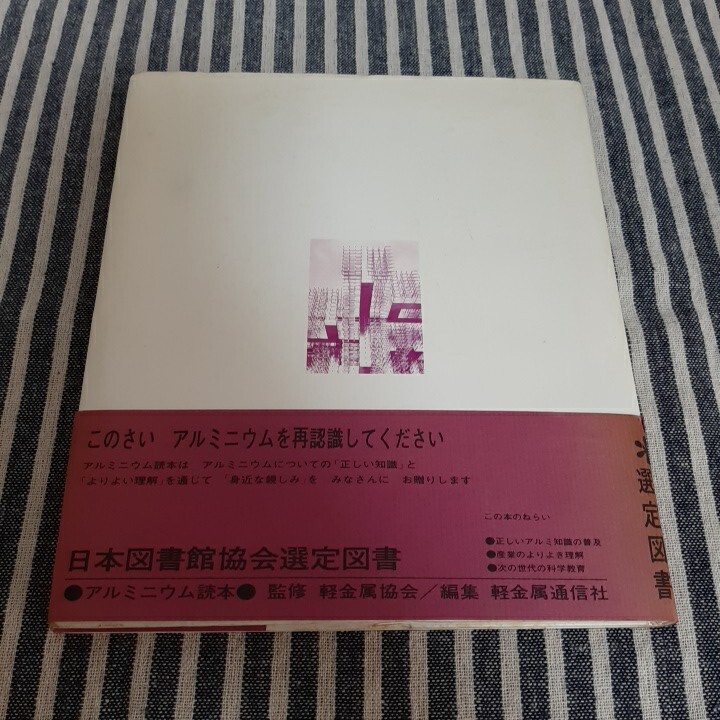 このさい アルミニウムを再認識してください
アルミニウム読本は アルミニウムについての「正しい知識」と
「よりよい理解」を通じて 「身近な親しみ」を みなさんに お贈りします
この本のねらい
●正しいアルミ知識の普及
●産業のよりよき理解
●次の世代の科学教育
日本図書館協会選定図書
●アルミニウム読本● 監修 軽金属協会／編集 軽金属通信社
＊選定図書